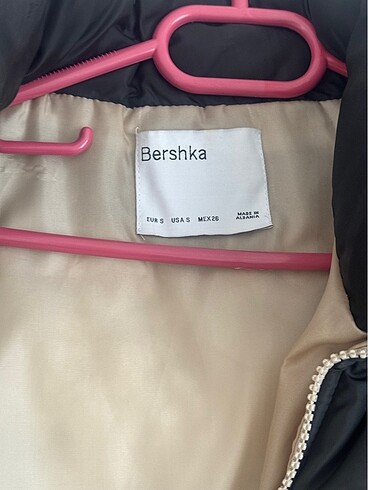 Bershka
EUR S USA S MEX 26
MADE IN
ALBANIA